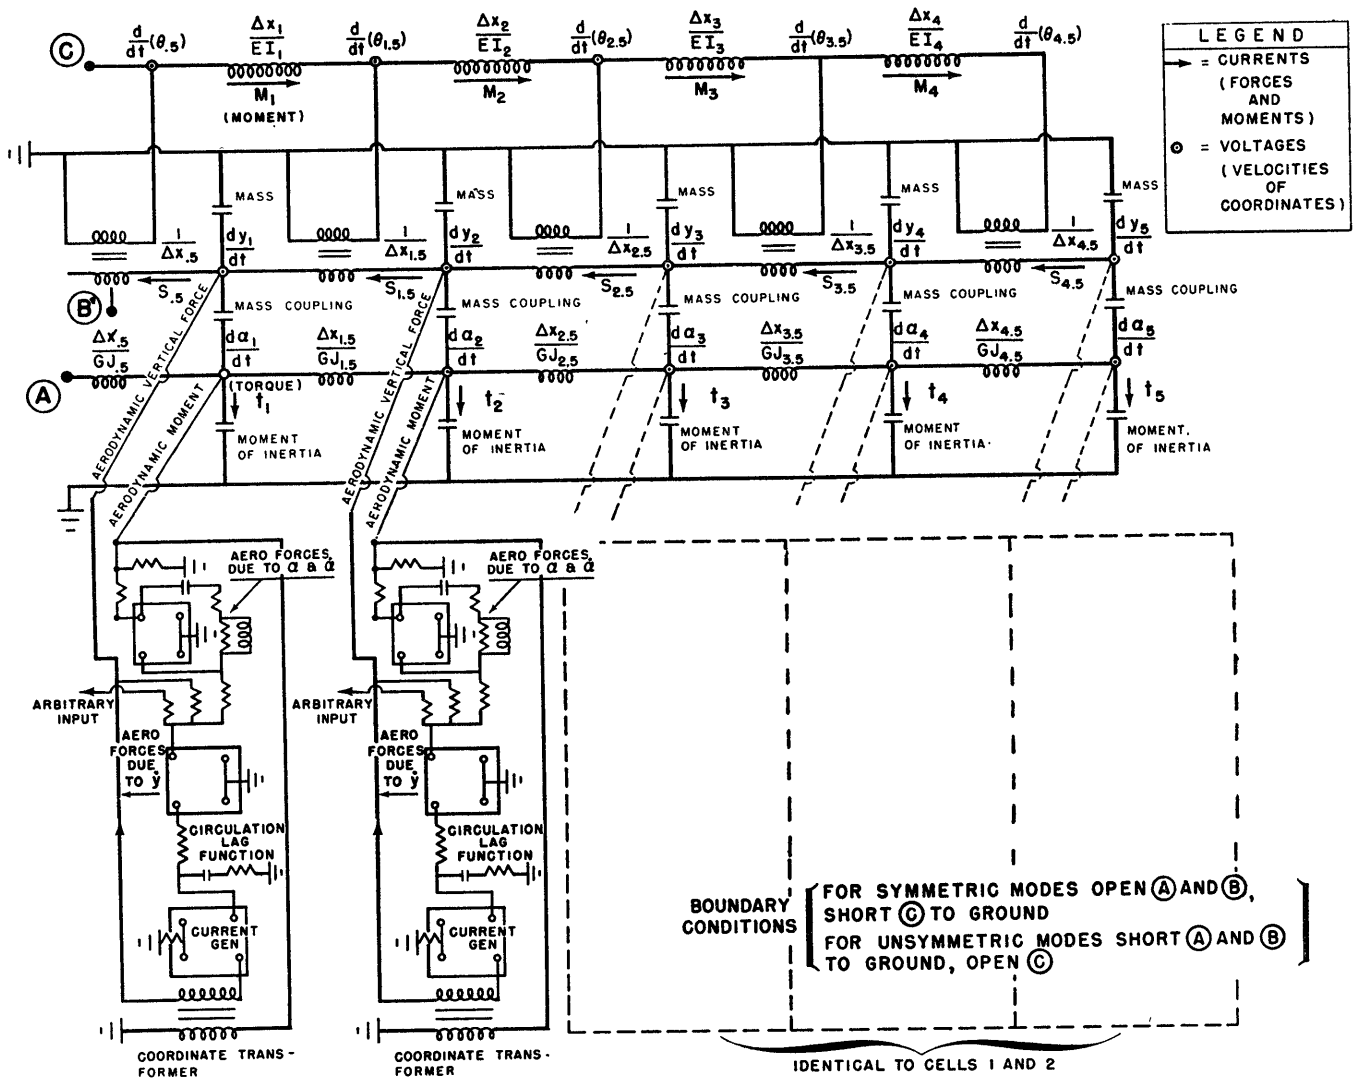 C
d/dt (θ.5)
Δx1/EI1
d/dt (θ1.5)
Δx2/EI2
d/dt (θ2.5)
Δx3/EI3
d/dt (θ3.5)
Δx4/EI4
d/dt (θ4.5)
M1
(MOMENT)
M2
M3
M4
LEGEND
= CURRENTS
(FORCES
AND
MOMENTS)
= VOLTAGES
(VELOCITIES
OF
COORDINATES)
MASS
MASS
MASS
MASS
MASS
1/Δx.5
dy1/dt
1/Δx1.5
dy2/dt
1/Δx2.5
dy3/dt
1/Δx3.5
dy4/dt
1/Δx4.5
dy5/dt
B
S.5
S1.5
S2.5
S3.5
S4.5
MASS COUPLING
MASS COUPLING
MASS COUPLING
MASS COUPLING
MASS COUPLING
A
Δx.5/GJ.5
dα1/dt
Δx1.5/GJ1.5
dα2/dt
Δx2.5/GJ2.5
dα3/dt
Δx3.5/GJ3.5
dα4/dt
Δx4.5/GJ4.5
dα5/dt
(TORQUE)
t1
t2
t3
t4
t5
MOMENT
OF INERTIA
MOMENT
OF INERTIA
MOMENT
OF INERTIA
MOMENT
OF INERTIA
MOMENT.
OF INERTIA
AERODYNAMIC VERTICAL FORCE
AERODYNAMIC MOMENT
AERODYNAMIC VERTICAL FORCE
AERODYNAMIC MOMENT
AERO FORCES
DUE TO α & α̇
AERO FORCES
DUE TO α & α̇
ARBITRARY
INPUT
ARBITRARY
INPUT
AERO
FORCES
DUE
TO ẏ
AERO
FORCES
DUE
TO ẏ
CIRCULATION
LAG
FUNCTION
CIRCULATION
LAG
FUNCTION
CURRENT
GEN
CURRENT
GEN
COORDINATE TRANS-
FORMER
COORDINATE TRANS-
FORMER
BOUNDARY
CONDITIONS
FOR SYMMETRIC MODES OPEN A AND B,
SHORT C TO GROUND
FOR UNSYMMETRIC MODES SHORT A AND B
TO GROUND, OPEN C
IDENTICAL TO CELLS 1 AND 2